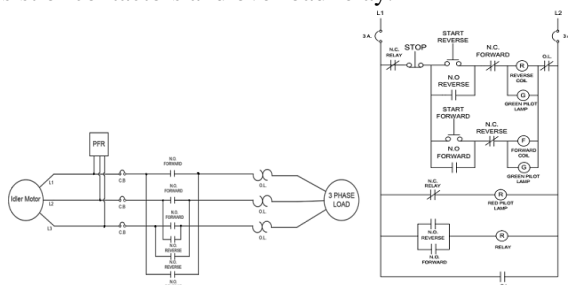 L1
L2
3 A.
3 A
N.C.
RELAY
STOP
START
REVERSE
N.C.
FORWARD
O.L.
R
REVERSE
COIL
N.O
REVERSE
G
GREEN PILOT
LAMP
START
FORWARD
N.C.
REVERSE
F
FORWARD
COIL
N.O
FORWARD
G
GREEN PILOT
LAMP
N.C.
RELAY
R
RED PILOT
LAMP
N.O.
REVERSE
N.O.
FORWARD
R
RELAY
PFR
Idler Motor
L1
L2
L3
C.B
C.B
C.B
N.O.
FORWARD
N.O.
FORWARD
N.O.
FORWARD
N.O.
REVERSE
N.O.
REVERSE
N.O.
O.L.
O.L.
O.L.
3 PHASE
LOAD